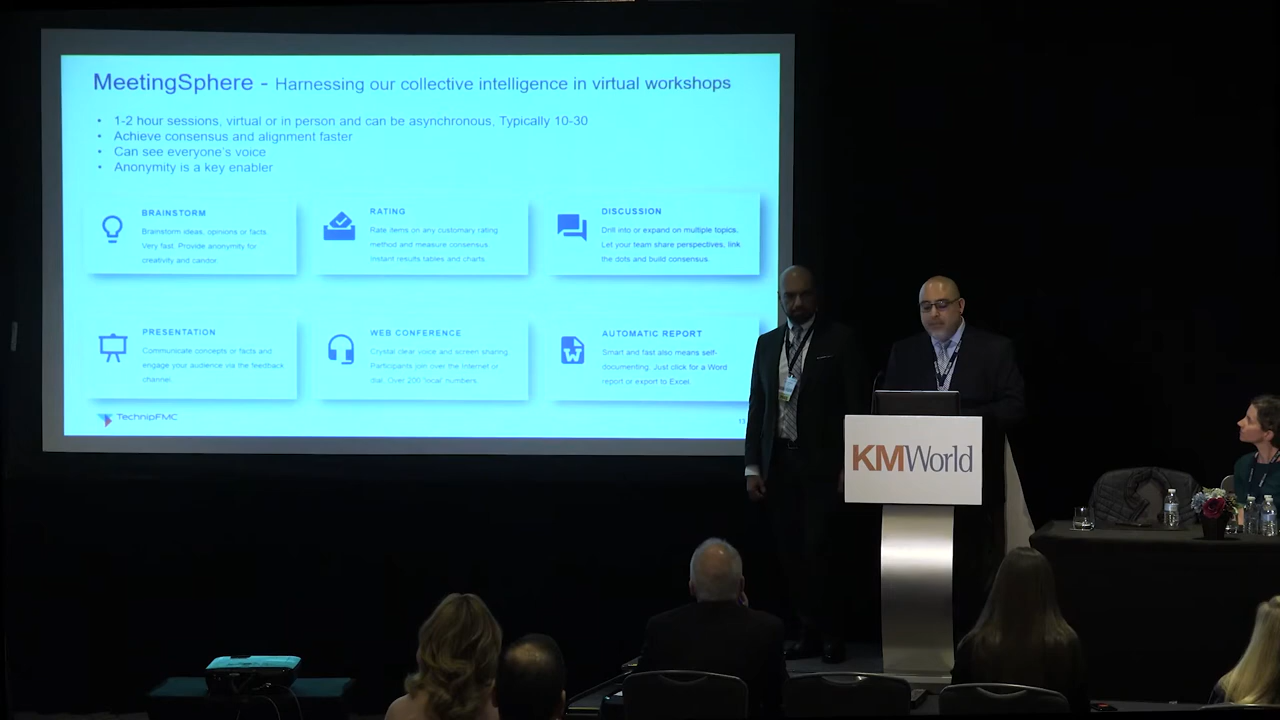 MeetingSphere - Harnessing our collective intelligence in virtual workshops
• 1-2 hour sessions, virtual or in person and can be asynchronous, Typically 10-30
• Achieve consensus and alignment faster
• Can see everyone's voice
• Anonymity is a key enabler
BRAINSTORM
Brainstorm ideas, opinions or facts.
Very fast. Provide anonymity for
creativity and candor.
RATING
Rate items on any customary rating
method and measure consensus.
Instant results tables and charts.
DISCUSSION
Drill into or expand on multiple topics.
Let your team share perspectives, link
the dots and build consensus.
PRESENTATION
Communicate concepts or facts and
engage your audience via the feedback
channel.
WEB CONFERENCE
Crystal clear voice and screen sharing.
Participants join over the Internet or
dial. Over 200 'local' numbers.
AUTOMATIC REPORT
Smart and fast also means self-
documenting. Just click for a Word
report or export to Excel.
TechnipFMC
KMWorld